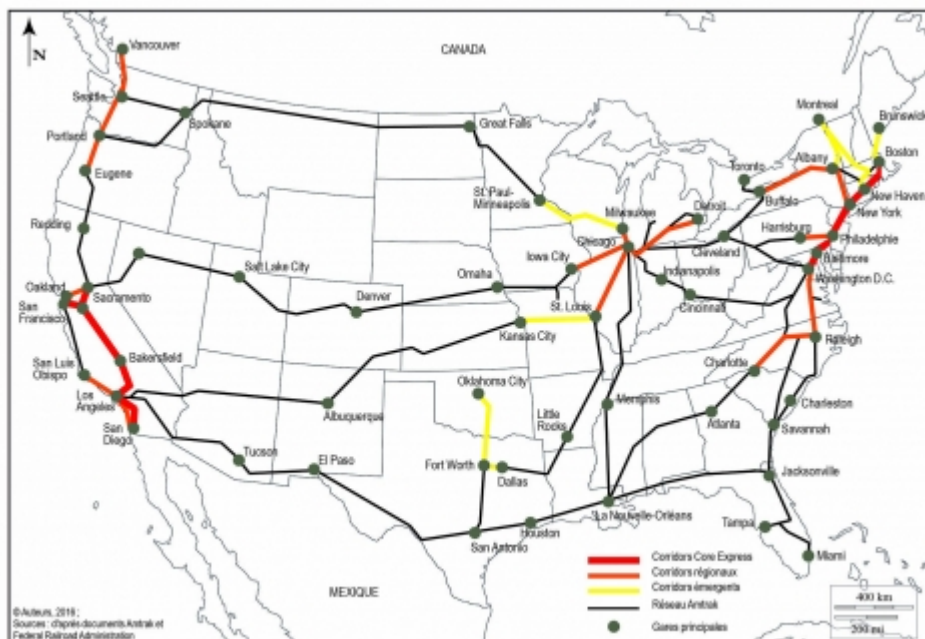 N
CANADA
Vancouver
Seattle
Spokane
Portland
Eugene
Redding
Great Falls
St. Paul-
Minneapolis
Milwaukee
Chicago
Detroit
Toronto
Montreal
Brunswick
Boston
Albany
New Haven
New York
Buffalo
Harrisburg
Philadelphie
Cleveland
Baltimore
Washington D.C.
Iowa City
Indianapolis
Cincinnati
Omaha
Salt Lake City
Denver
Oakland
Sacramento
San
Francisco
St. Louis
Kansas City
Bakersfield
San Luis
Obispo
Los
Angeles
San
Diego
Albuquerque
Oklahoma City
Little
Rocks
Memphis
Charlotte
Raleigh
Atlanta
Charleston
Savannah
Tucson
El Paso
Fort Worth
Dallas
Jacksonville
La Nouvelle-Orléans
Houston
San Antonio
Tampa
Miami
MEXIQUE
Corridors Core Express
Corridors régionaux
Corridors émergents
Réseau Amtrak
Gares principales
400 km
200 mi
© Auteurs, 2016 ;
Sources : d'après documents Amtrak et
Federal Railroad Administration